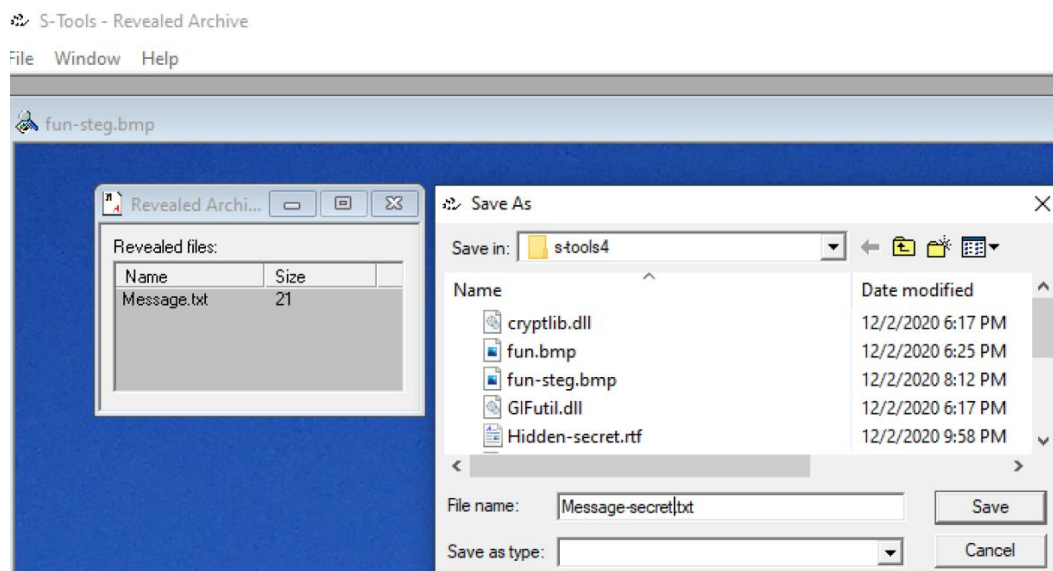 S-Tools - Revealed Archive
File Window Help
fun-steg.bmp
Revealed Archi...
Revealed files:
Name Size
Message.txt 21
Save As
Save in: s-tools4
Name Date modified
cryptlib.dll 12/2/2020 6:17 PM
fun.bmp 12/2/2020 6:25 PM
fun-steg.bmp 12/2/2020 8:12 PM
GIFutil.dll 12/2/2020 6:17 PM
Hidden-secret.rtf 12/2/2020 9:58 PM
File name: Message-secret.txt Save
Save as type: Cancel